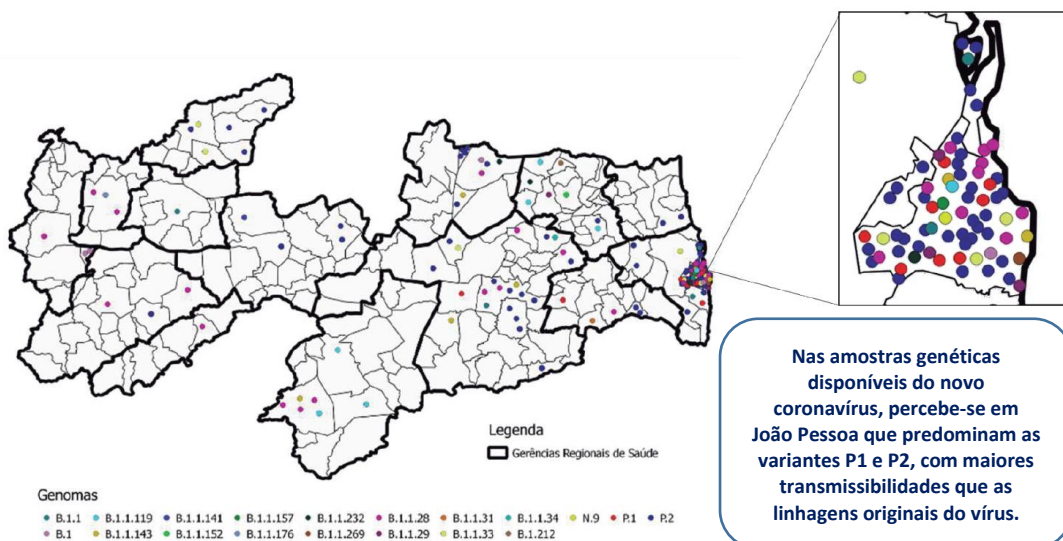 Nas amostras genéticas
disponíveis do novo
coronavírus, percebe-se em
João Pessoa que predominam as
variantes P1 e P2, com maiores
transmissibilidades que as
linhagens originais do vírus.
Legenda
Gerências Regionais de Saúde
Genomas
B.1.1 B.1.1.119 B.1.1.141 B.1.1.157 B.1.1.232 B.1.1.28 B.1.1.31 B.1.1.34 N.9 P.1 P.2
B.1 B.1.1.143 B.1.1.152 B.1.1.176 B.1.1.269 B.1.1.29 B.1.1.33 B.1.212